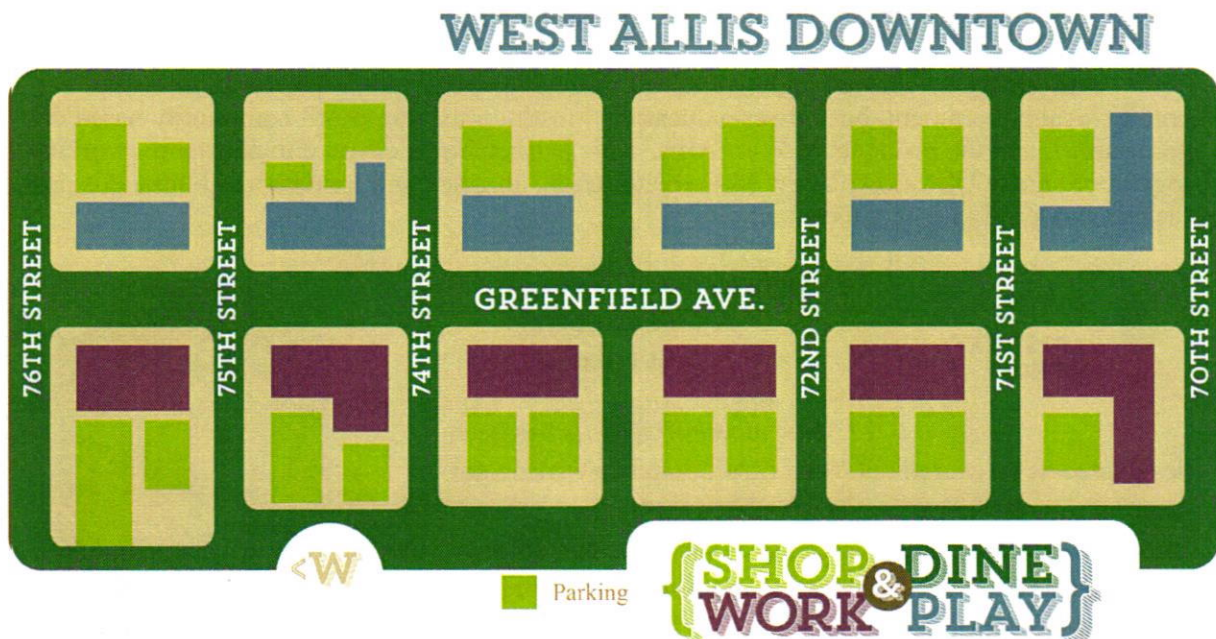 WEST ALLIS DOWNTOWN
76TH STREET
75TH STREET
74TH STREET
GREENFIELD AVE.
72ND STREET
71ST STREET
70TH STREET
<W
Parking
{SHOP & DINE
WORK PLAY}